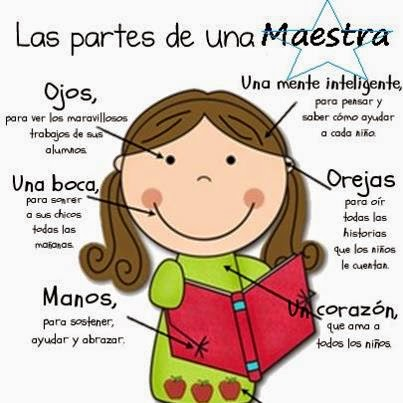 Las partes de una Maestra
Una mente inteligente,
para pensar y
saber cómo ayudar
a cada niño.
Ojos,
para ver los maravillosos
trabajos de sus
alumnos.
Una boca,
para sonreir
a sus chicos
todas las
mañanas.
Orejas
para oír
todas las
historias
que los niños
le cuentan.
Manos,
para sostener,
ayudar y abrazar.
Un corazón,
que ama a
todos los niños.